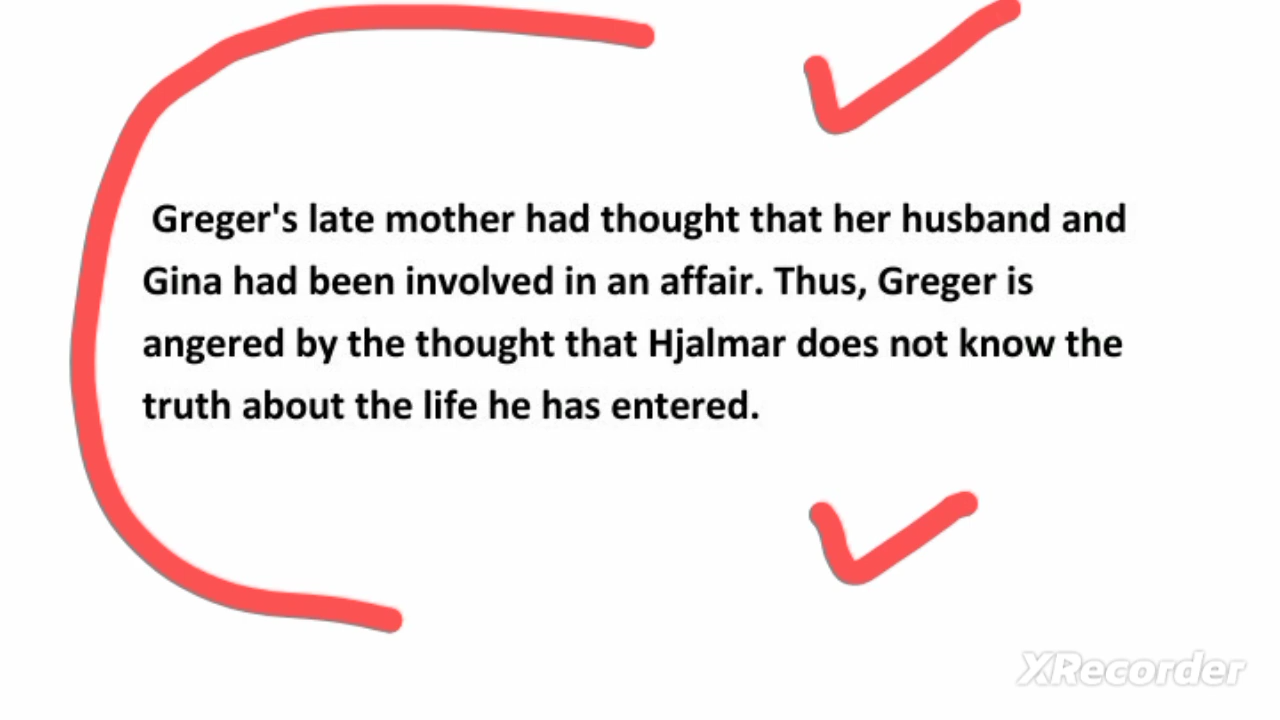 Greger's late mother had thought that her husband and
Gina had been involved in an affair. Thus, Greger is
angered by the thought that Hjalmar does not know the
truth about the life he has entered.
XRecorder